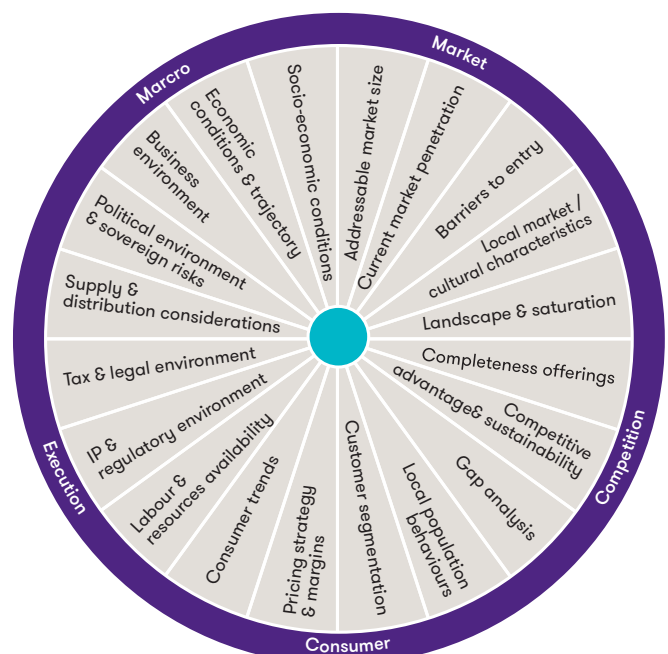 Market
Addressable market size
Current market penetration
Barriers to entry
Local market /
cultural characteristics
Competition
Landscape & saturation
Completeness offerings
Competitive
advantage& sustainability
Gap analysis
Consumer
Local population
behaviours
Customer segmentation
Pricing strategy
& margins
Consumer trends
Execution
Labour &
resources availability
IP &
regulatory environment
Tax & legal environment
Supply &
distribution considerations
Marcro
Political environment
& sovereign risks
Business
environment
Economic
conditions & trajectory
Socio-economic conditions